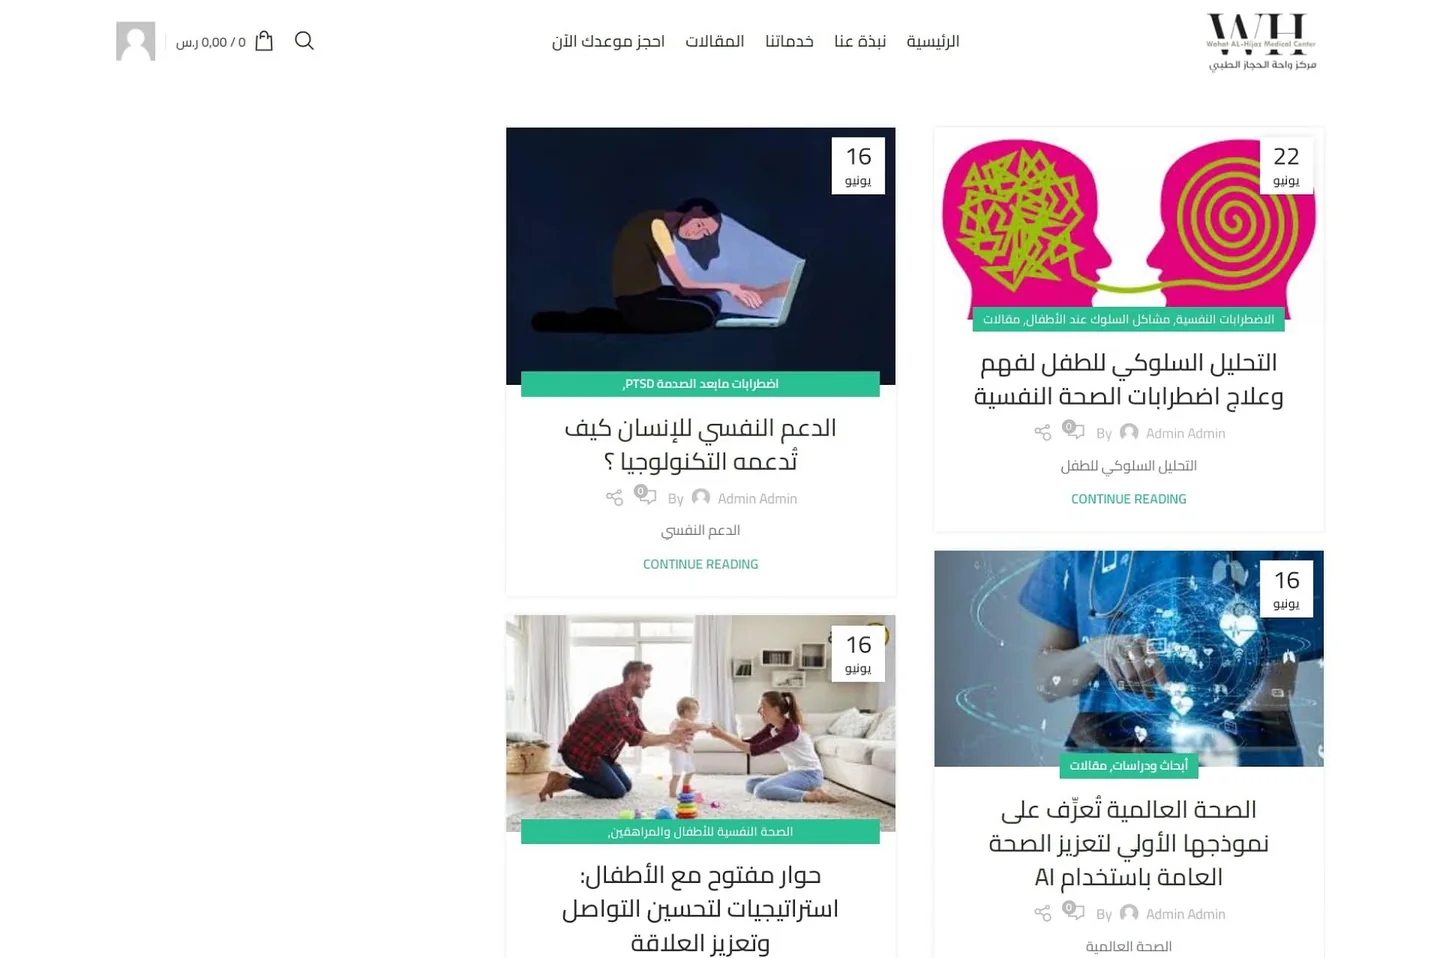 WH
Wahat AL-Hijaz Medical Center
مركز واحة الحجاز الطبي
الرئيسية
نبذة عنا
خدماتنا
المقالات
احجز موعدك الآن
0 / 0,00 ر.س
22
يونيو
الاضطرابات النفسية, مشاكل السلوك عند الأطفال, مقالات
التحليل السلوكي للطفل لفهم
وعلاج اضطرابات الصحة النفسية
Admin Admin By 0
التحليل السلوكي للطفل
CONTINUE READING
16
يونيو
اضطرابات مابعد الصدمة PTSD,
الدعم النفسي للإنسان كيف
تُدعمه التكنولوجيا ؟
Admin Admin By 0
الدعم النفسي
CONTINUE READING
16
يونيو
أبحاث ودراسات, مقالات
الصحة العالمية تُعرِّف على
نموذجها الأولي لتعزيز الصحة
العامة باستخدام AI
Admin Admin By 0
الصحة العالمية
16
يونيو
الصحة النفسية للأطفال والمراهقين,
حوار مفتوح مع الأطفال:
استراتيجيات لتحسين التواصل
وتعزيز العلاقة